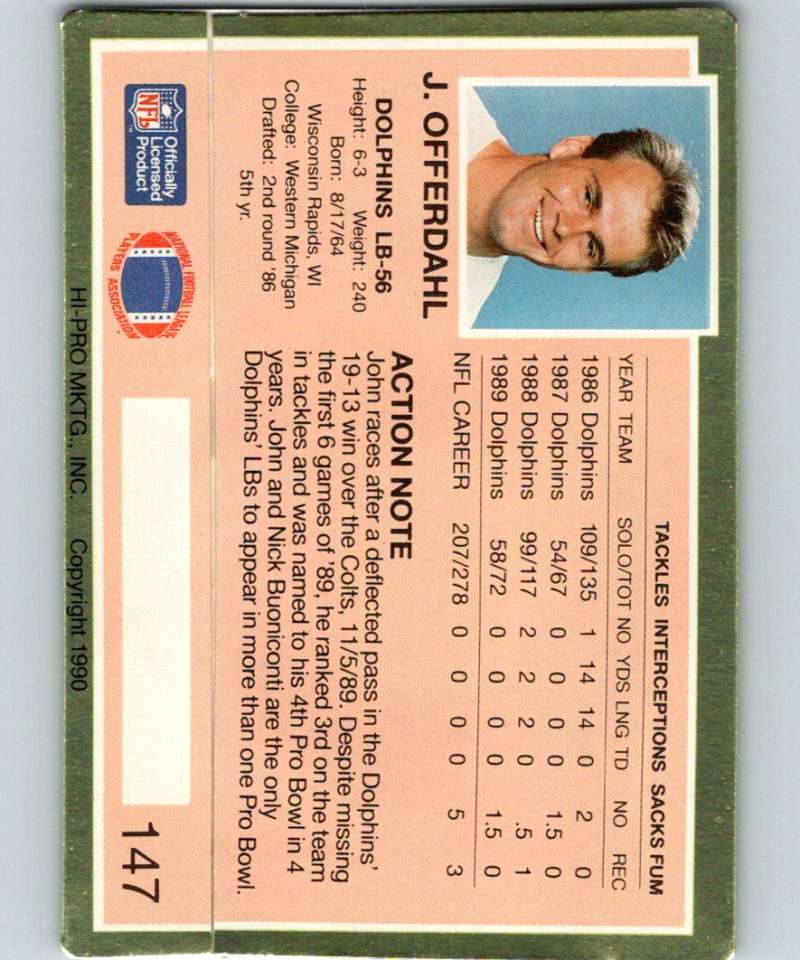 J. OFFERDAHL
DOLPHINS LB-56
Height: 6-3 Weight: 240
Born: 8/17/64
Wisconsin Rapids, WI
College: Western Michigan
Drafted: 2nd round '86
5th yr.
NFL
Officially
Licensed
Product
NATIONAL FOOTBALL LEAGUE
PLAYERS ASSOCIATION
TACKLES INTERCEPTIONS SACKS FUM
YEAR TEAM SOLO/TOT NO YDS LNG TD NO REC
1986 Dolphins 109/135 1 14 14 0 2 0
1987 Dolphins 54/67 0 0 0 0 1.5 0
1988 Dolphins 99/117 2 2 2 0 .5 1
1989 Dolphins 58/72 0 0 0 0 1.5 0
NFL CAREER 207/278 0 0 0 0 5 3
ACTION NOTE
John races after a deflected pass in the Dolphins'
19-13 win over the Colts, 11/5/89. Despite missing
the first 6 games of '89, he ranked 3rd on the team
in tackles and was named to his 4th Pro Bowl in 4
years. John and Nick Buoniconti are the only
Dolphins' LBs to appear in more than one Pro Bowl.
147
HI-PRO MKTG., INC. Copyright 1990